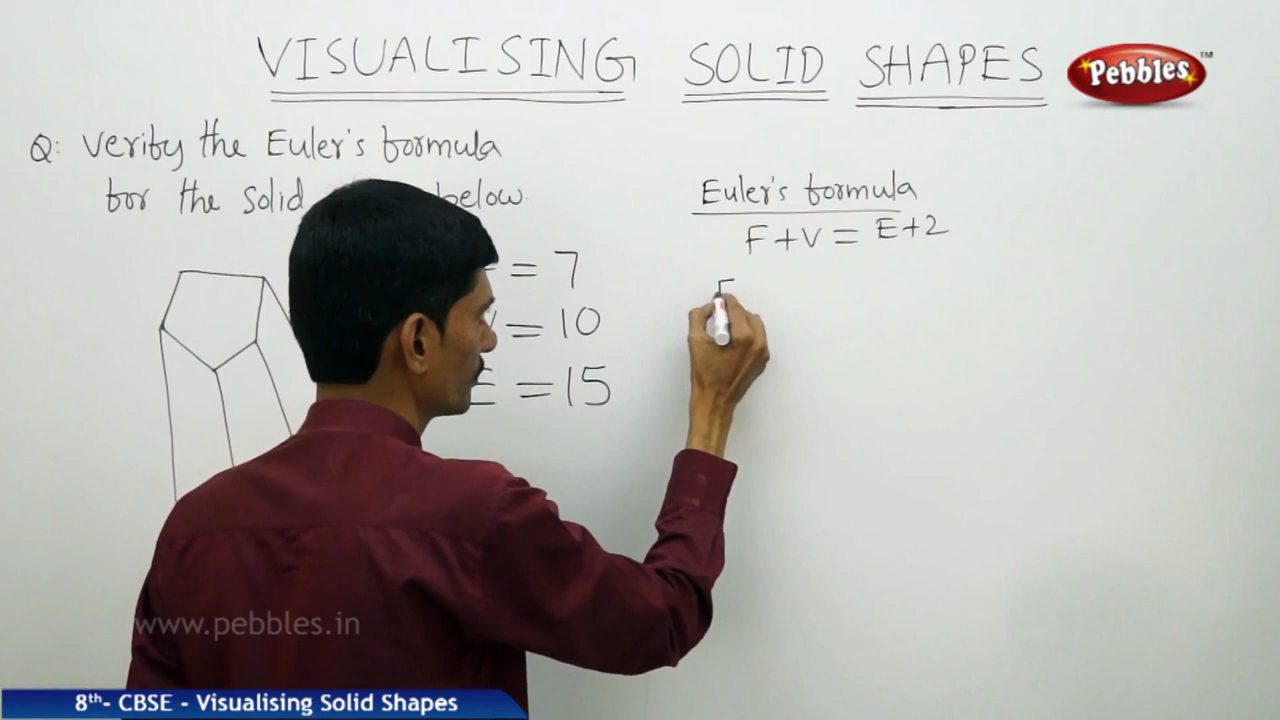 VISUALISING SOLID SHAPES
Pebbles™
Q: Verify the Euler's formula
for the solid below.
= 7
V = 10
E = 15
Euler's formula
F+V = E+2
www.pebbles.in
8th- CBSE - Visualising Solid Shapes